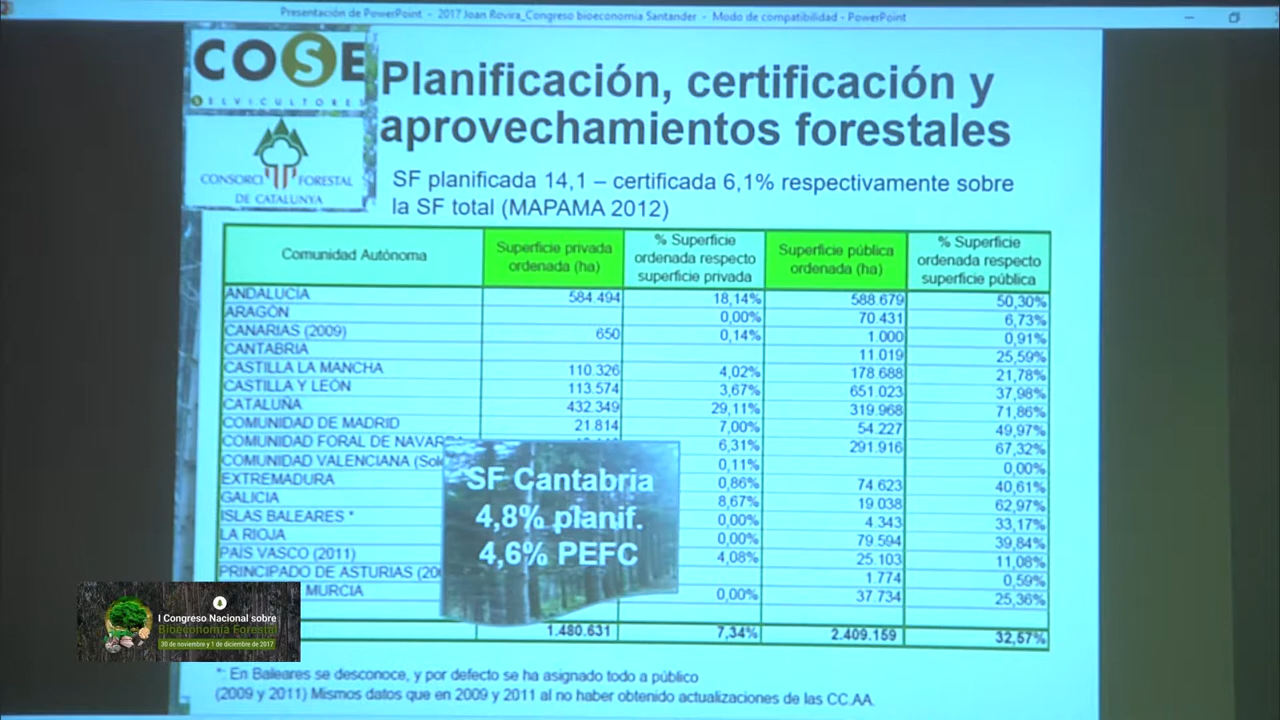 Presentación de PowerPoint - 2017 Joan Rovira_Congreso bioeconomia Santander - Modo de compatibilidad - PowerPoint
COSE
SELVICULTORES
CONSORCI FORESTAL
DE CATALUNYA
Planificación, certificación y
aprovechamientos forestales
SF planificada 14,1 – certificada 6,1% respectivamente sobre
la SF total (MAPAMA 2012)
Comunidad Autónoma
Superficie privada
ordenada (ha)
% Superficie
ordenada respecto
superficie privada
Superficie pública
ordenada (ha)
% Superficie
ordenada respecto
superficie pública
ANDALUCÍA 584.494 18,14% 588.679 50,30%
ARAGÓN 0,00% 70.431 6,73%
CANARIAS (2009) 650 0,14% 1.000 0,91%
CANTABRIA 11.019 25,59%
CASTILLA LA MANCHA 110.326 4,02% 178.688 21,78%
CASTILLA Y LEÓN 113.574 3,67% 651.023 37,98%
CATALUÑA 432.349 29,11% 319.968 71,86%
COMUNIDAD DE MADRID 21.814 7,00% 54.227 49,97%
COMUNIDAD FORAL DE 6,31% 291.916 67,32%
COMUNIDAD VALENCIANA 0,11% 0,00%
EXTREMADURA 0,86% 74.623 40,61%
GALICIA 8,67% 19.038 62,97%
ISLAS BALEARES * 0,00% 4.343 33,17%
LA RIOJA 0,00% 79.594 39,84%
PAÍS VASCO (2011) 4,08% 25.103 11,08%
PRINCIPADO DE ASTURIAS 1.774 0,59%
MURCIA 0,00% 37.734 25,36%
1.480.631 7,34% 2.409.159 32,57%
SF Cantabria
4,8% planif.
4,6% PEFC
I Congreso Nacional sobre
Bioeconomía Forestal
30 de noviembre y 1 de diciembre de 2017
*: En Baleares se desconoce, y por defecto se ha asignado todo a público
(2009 y 2011) Mismos datos que en 2009 y 2011 al no haber obtenido actualizaciones de las CC.AA.